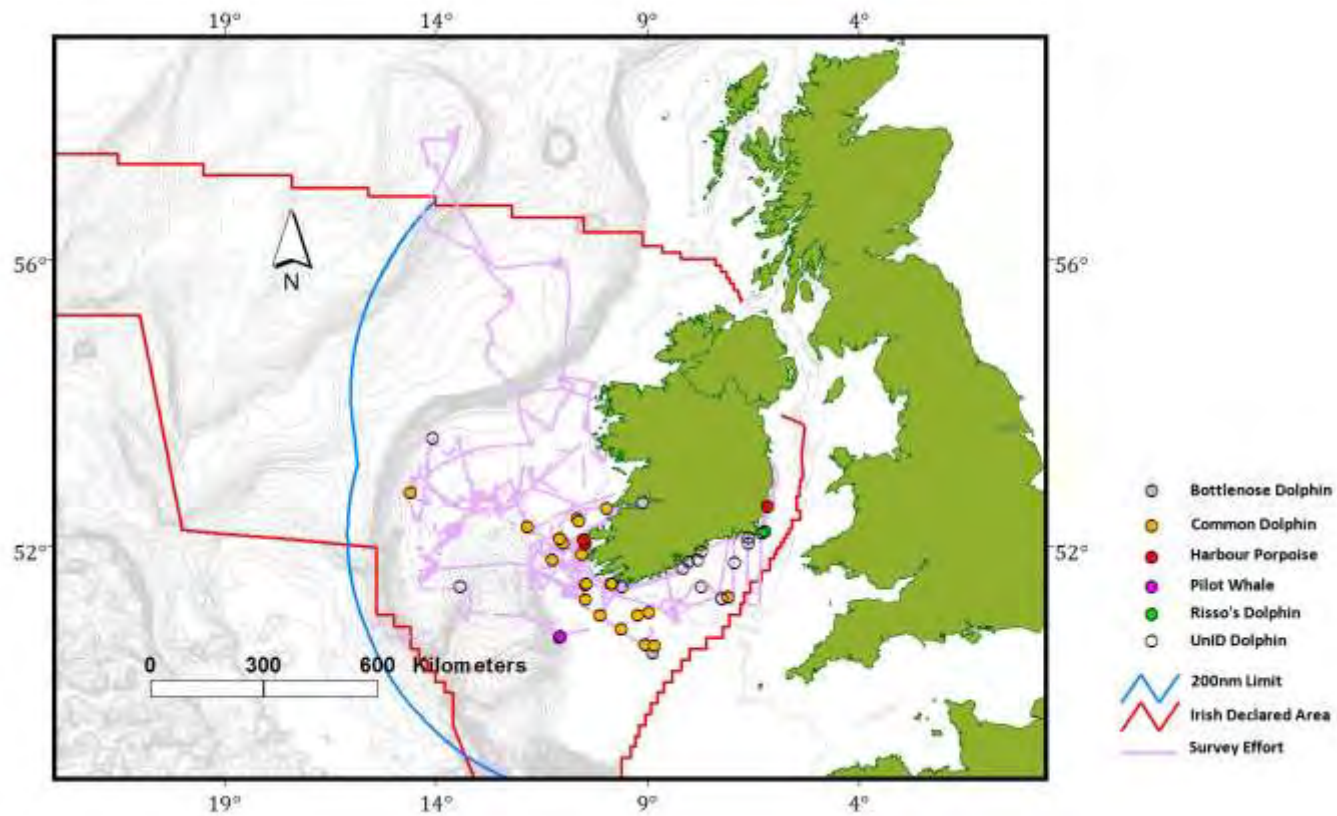 19° 14° 9° 4°
56° 56°
N
52° 52°
0 300 600 Kilometers
19° 14° 9° 4°
Bottlenose Dolphin
Common Dolphin
Harbour Porpoise
Pilot Whale
Risso's Dolphin
UnID Dolphin
200nm Limit
Irish Declared Area
Survey Effort